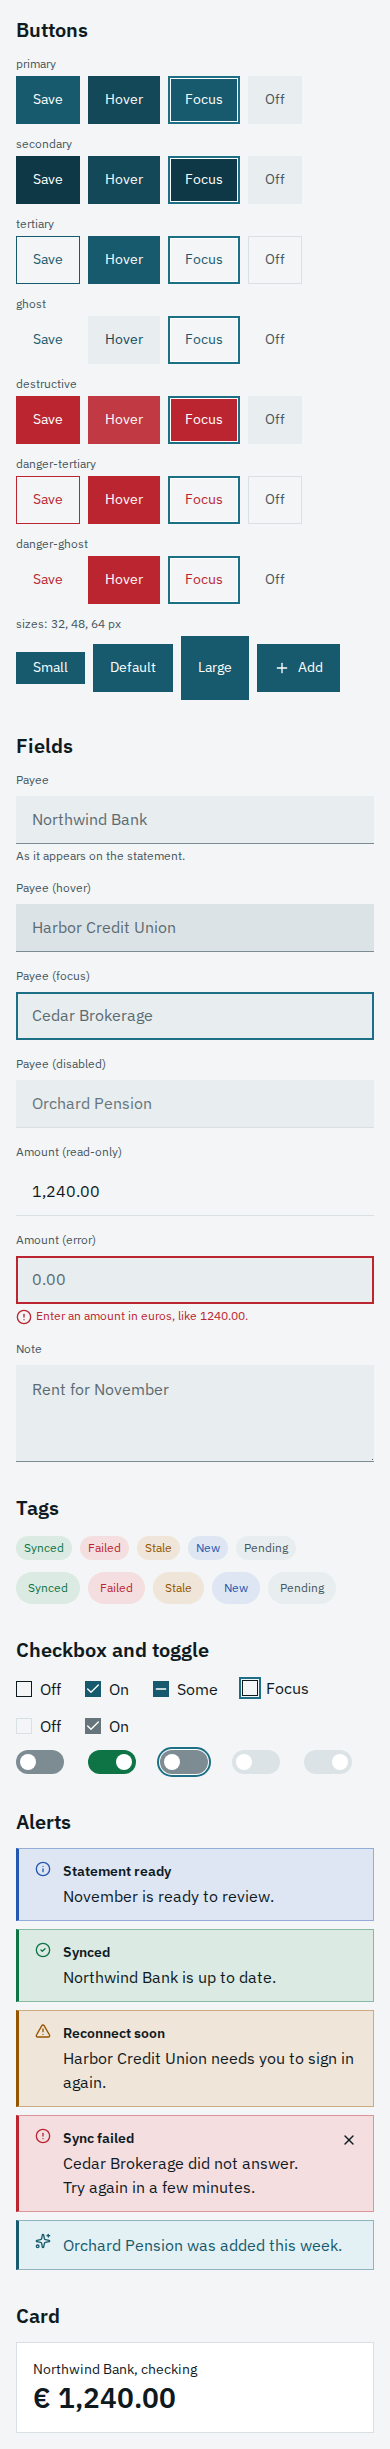 Buttons
primary
Save Hover Focus Off
secondary
Save Hover Focus Off
tertiary
Save Hover Focus Off
ghost
Save Hover Focus Off
destructive
Save Hover Focus Off
danger-tertiary
Save Hover Focus Off
danger-ghost
Save Hover Focus Off
sizes: 32, 48, 64 px
Small Default Large + Add
Fields
Payee
Northwind Bank
As it appears on the statement.
Payee (hover)
Harbor Credit Union
Payee (focus)
Cedar Brokerage
Payee (disabled)
Orchard Pension
Amount (read-only)
1,240.00
Amount (error)
0.00
Enter an amount in euros, like 1240.00.
Note
Rent for November
Tags
Synced Failed Stale New Pending
Synced Failed Stale New Pending
Checkbox and toggle
Off On Some Focus
Off On
Alerts
Statement ready
November is ready to review.
Synced
Northwind Bank is up to date.
Reconnect soon
Harbor Credit Union needs you to sign in
again.
Sync failed
Cedar Brokerage did not answer.
Try again in a few minutes.
Orchard Pension was added this week.
Card
Northwind Bank, checking
€ 1,240.00